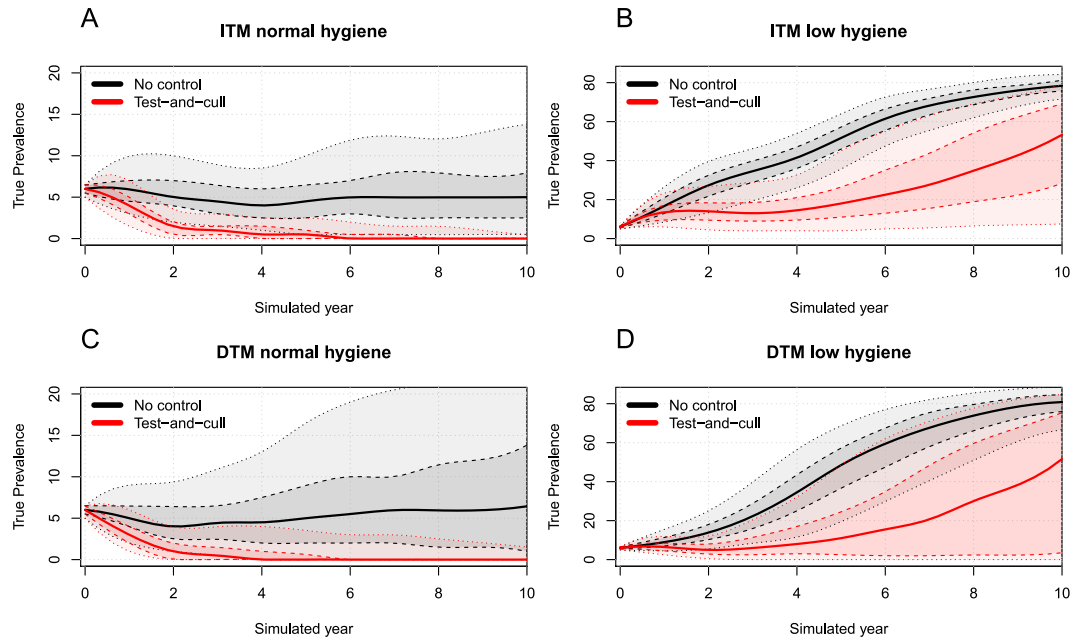 A
ITM normal hygiene
True Prevalence
20
15
10
5
0
No control
Test−and−cull
0 2 4 6 8 10
Simulated year
B
ITM low hygiene
True Prevalence
80
60
40
20
0
No control
Test−and−cull
0 2 4 6 8 10
Simulated year
C
DTM normal hygiene
True Prevalence
20
15
10
5
0
No control
Test−and−cull
0 2 4 6 8 10
Simulated year
D
DTM low hygiene
True Prevalence
80
60
40
20
0
No control
Test−and−cull
0 2 4 6 8 10
Simulated year